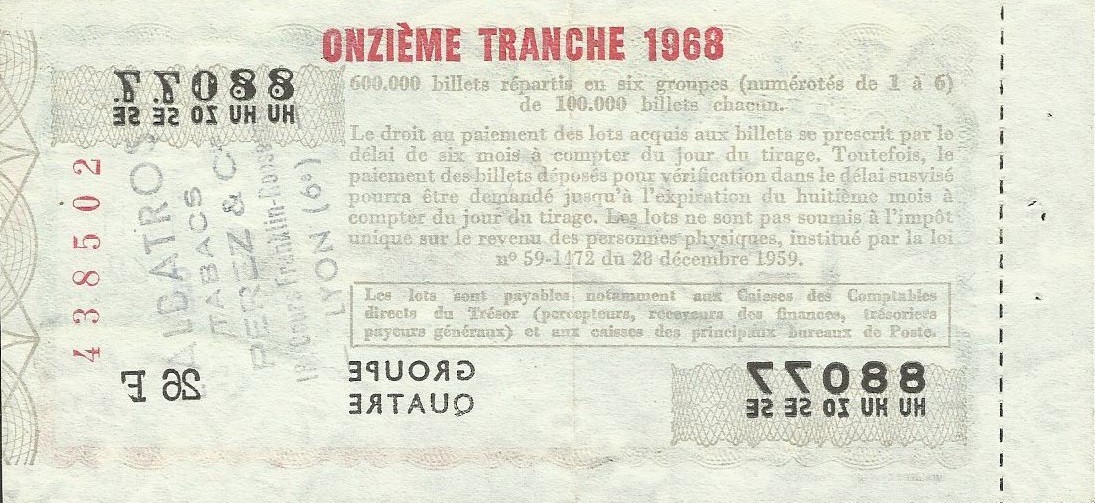 ONZIÈME TRANCHE 1968
88077
HU HU ZO SE SE
600.000 billets répartis en six groupes (numérotés de 1 à 6)
de 100.000 billets chacun.
Le droit au paiement des lots acquis aux billets se prescrit par le
délai de six mois à compter du jour du tirage. Toutefois, le
paiement des billets déposés pour vérification dans le délai susvisé
pourra être demandé jusqu'à l'expiration du huitième mois à
compter du jour du tirage. Les lots ne sont pas soumis à l'impôt
unique sur le revenu des personnes physiques, institué par la loi
nº 59-1472 du 28 décembre 1959.
438502
TABACS
PEREZ & Cie
Cours Franklin-Roosevelt
LYON (6e)
Les lots sont payables notamment aux Caisses des Comptables
directs du Trésor (percepteurs, receveurs des finances, trésoriers
payeurs généraux) et aux caisses des principaux bureaux de Poste.
26 E
GROUPE
QUATRE
88077
HU HU ZO SE SE